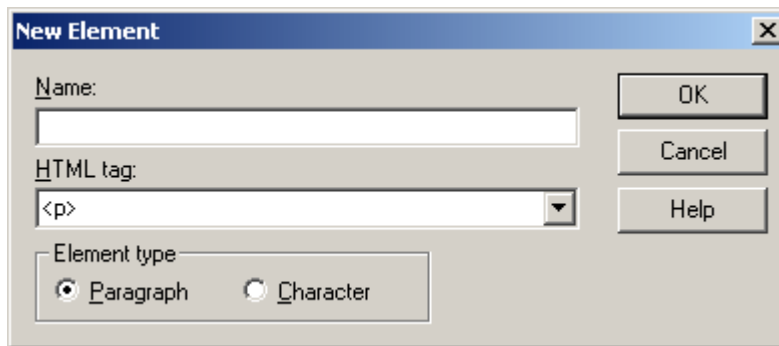 New Element
Name:
OK
Cancel
HTML tag:
<p>
Help
Element type
Paragraph Character